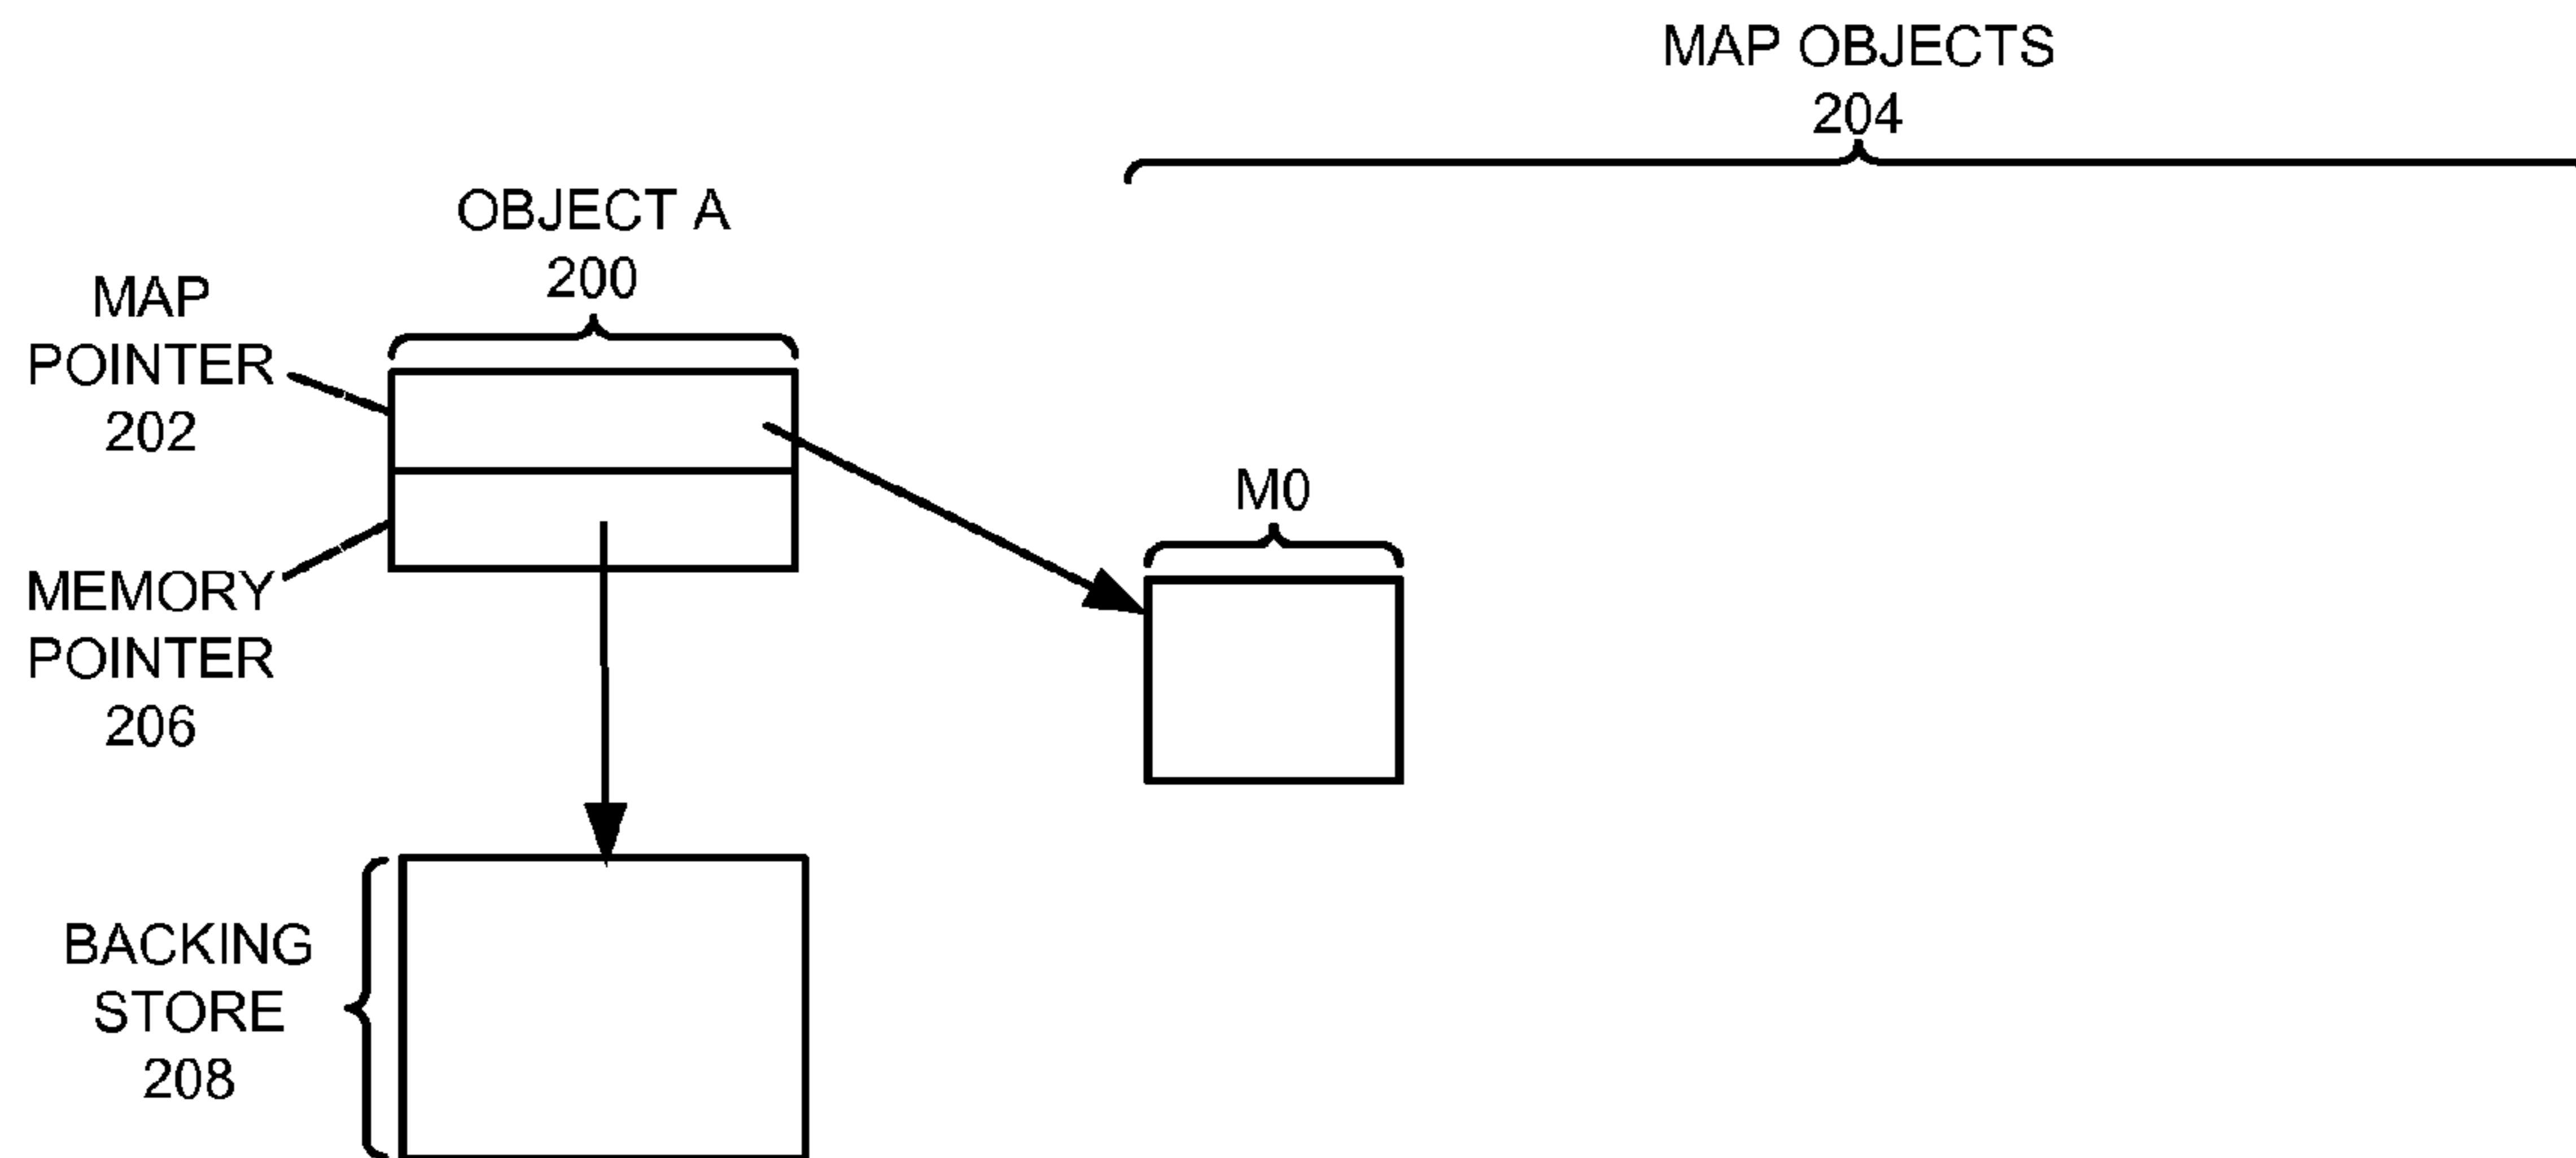 MAP OBJECTS
204
OBJECT A
200
MAP
POINTER
202
M0
MEMORY
POINTER
206
BACKING
STORE
208